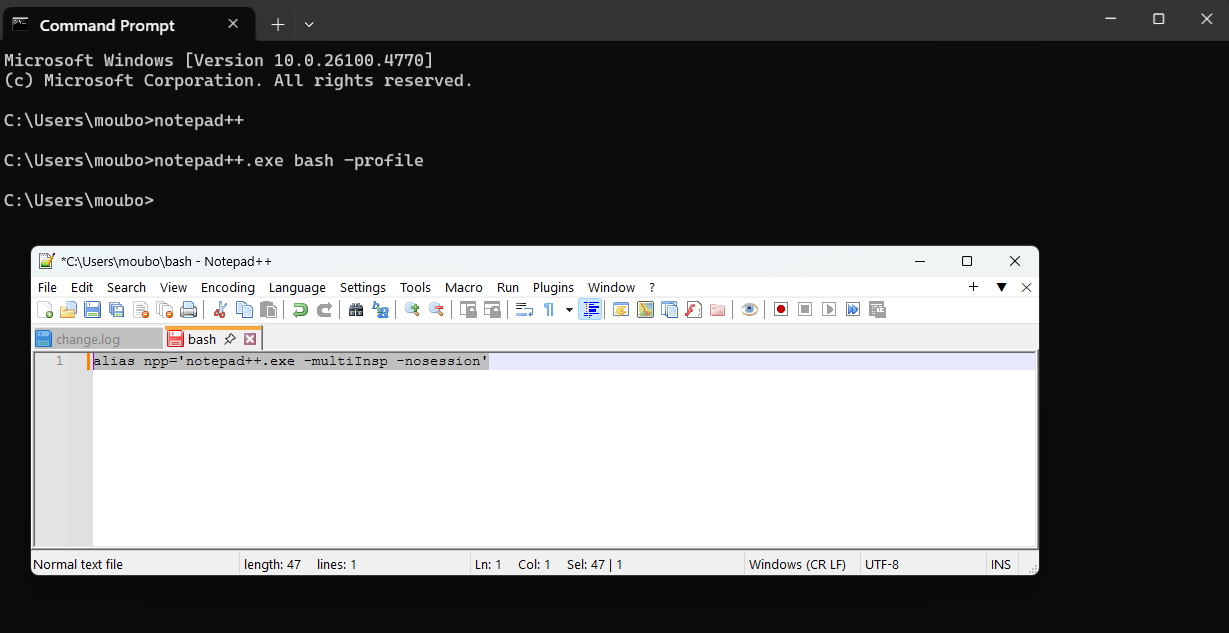 Command Prompt
Microsoft Windows [Version 10.0.26100.4770]
(c) Microsoft Corporation. All rights reserved.
C:\Users\moubo>notepad++
C:\Users\moubo>notepad++.exe bash -profile
C:\Users\moubo>
*C:\Users\moubo\bash - Notepad++
File Edit Search View Encoding Language Settings Tools Macro Run Plugins Window ?
change.log bash
1 alias npp='notepad++.exe -multiInsp -nosession'
Normal text file length: 47 lines: 1 Ln: 1 Col: 1 Sel: 47 | 1 Windows (CR LF) UTF-8 INS